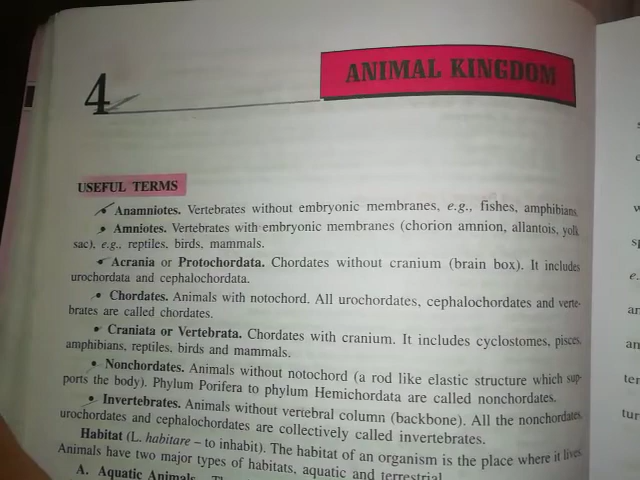 4
ANIMAL KINGDOM
USEFUL TERMS
Anamniotes. Vertebrates without embryonic membranes, e.g., fishes, amphibians.
• Amniotes. Vertebrates with embryonic membranes (chorion amnion, allantois, yolk
sac), e.g., reptiles, birds, mammals.
• Acrania or Protochordata. Chordates without cranium (brain box). It includes
urochordata and cephalochordata.
• Chordates. Animals with notochord. All urochordates, cephalochordates and verte-
brates are called chordates.
• Craniata or Vertebrata. Chordates with cranium. It includes cyclostomes, pisces,
amphibians, reptiles, birds and mammals.
• Nonchordates. Animals without notochord (a rod like elastic structure which sup-
ports the body). Phylum Porifera to phylum Hemichordata are called nonchordates.
• Invertebrates. Animals without vertebral column (backbone). All the nonchordates,
urochordates and cephalochordates are collectively called invertebrates.
Habitat (L. habitare – to inhabit). The habitat of an organism is the place where it lives.
Animals have two major types of habitats, aquatic and terrestrial.
A. Aquatic Animals.